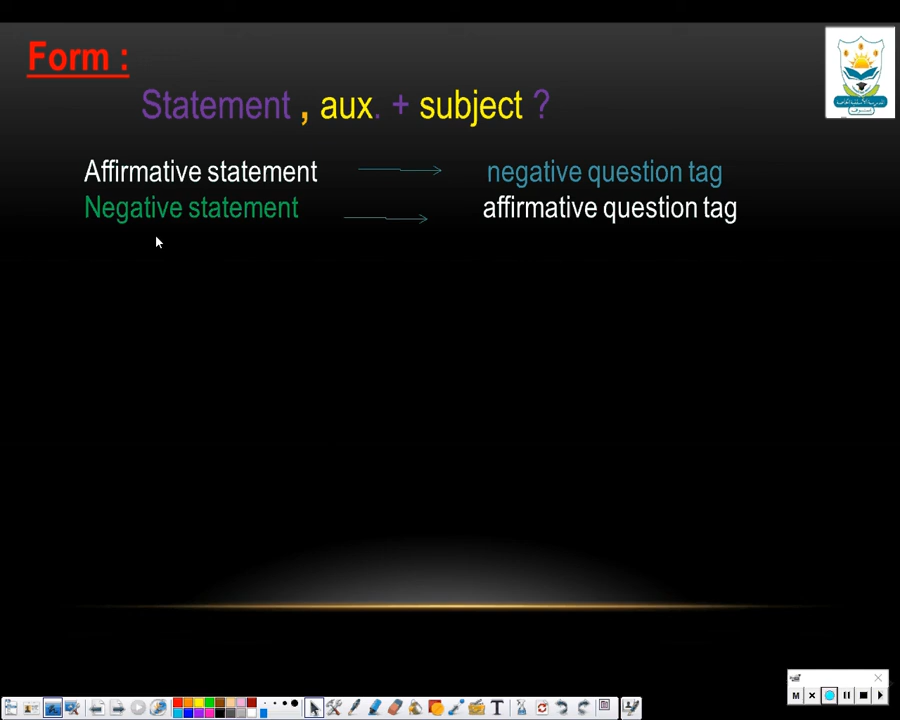 Form :
Statement , aux. + subject ?
Affirmative statement negative question tag
Negative statement affirmative question tag
M